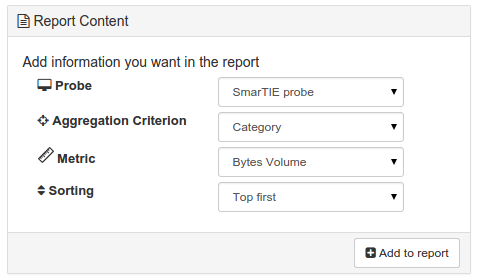 Report Content
Add information you want in the report
Probe SmarTIE probe
Aggregation Criterion Category
Metric Bytes Volume
Sorting Top first
Add to report